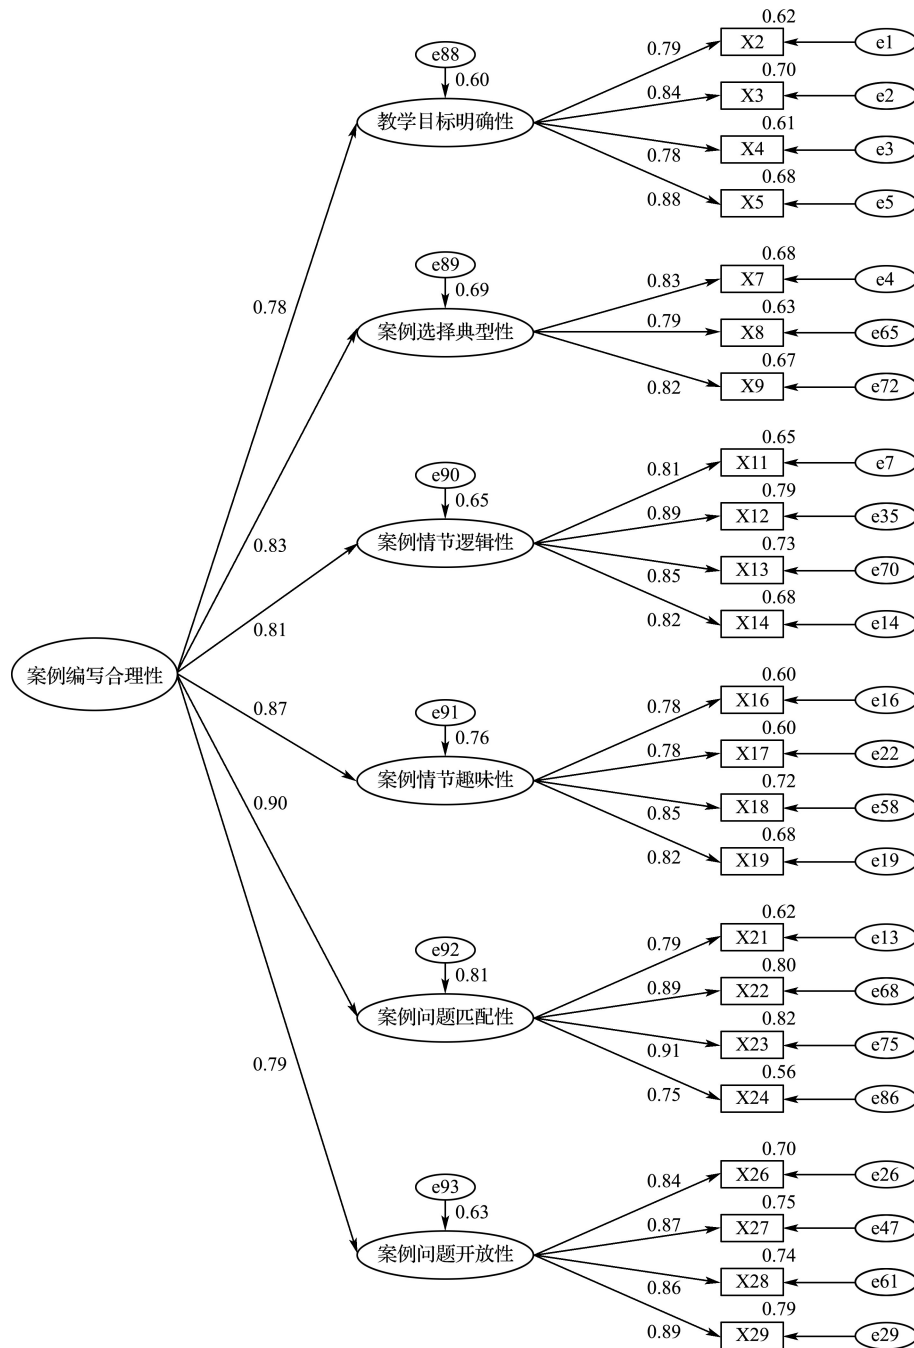 0.62
e88
X2
e1
0.79
0.60
0.70
0.84
X3
e2
教学目标明确性
0.61
X4
e3
0.78
0.68
0.88
X5
e5
0.68
e89
X7
e4
0.83
0.69
0.78
0.63
0.79
案例选择典型性
X8
e65
0.67
0.82
X9
e72
0.65
X11
e7
e90
0.81
0.79
0.65
0.89
X12
e35
0.83
案例情节逻辑性
0.73
X13
e70
0.85
0.68
0.82
X14
e14
0.81
案例编写合理性
0.60
0.87
X16
e16
0.78
e91
0.60
0.76
0.78
X17
e22
案例情节趣味性
0.72
0.90
X18
e58
0.85
0.68
0.82
X19
e19
0.62
X21
e13
0.79
e92
0.80
0.81
0.89
X22
e68
案例问题匹配性
0.82
X23
e75
0.91
0.79
0.56
0.75
X24
e86
0.70
X26
e26
0.84
e93
0.75
0.63
0.87
X27
e47
案例问题开放性
0.74
X28
e61
0.86
0.79
0.89
X29
e29